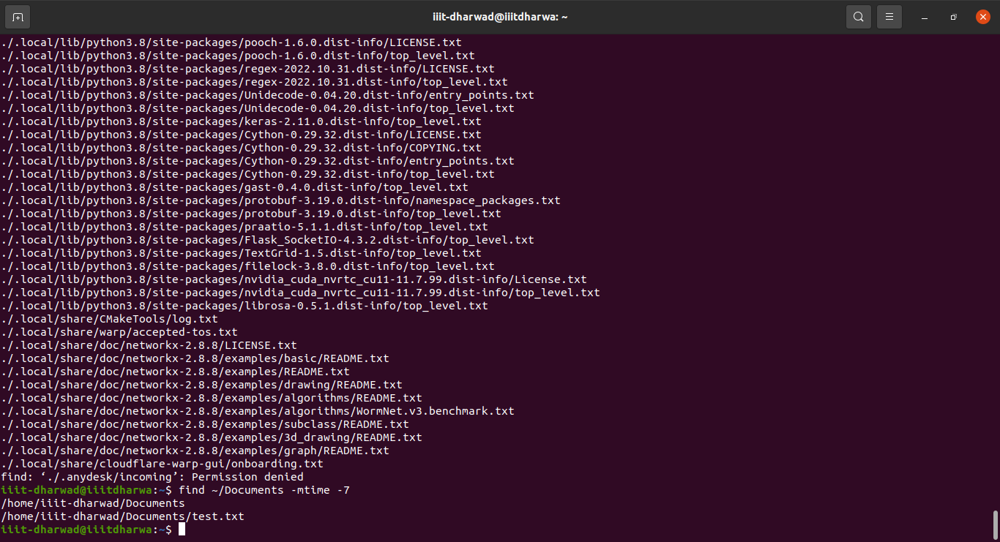 iiit-dharwad@iiitdharwa: ~
./.local/lib/python3.8/site-packages/pooch-1.6.0.dist-info/LICENSE.txt
./.local/lib/python3.8/site-packages/pooch-1.6.0.dist-info/top_level.txt
./.local/lib/python3.8/site-packages/regex-2022.10.31.dist-info/LICENSE.txt
./.local/lib/python3.8/site-packages/regex-2022.10.31.dist-info/top_level.txt
./.local/lib/python3.8/site-packages/Unidecode-0.04.20.dist-info/entry_points.txt
./.local/lib/python3.8/site-packages/Unidecode-0.04.20.dist-info/top_level.txt
./.local/lib/python3.8/site-packages/keras-2.11.0.dist-info/top_level.txt
./.local/lib/python3.8/site-packages/Cython-0.29.32.dist-info/LICENSE.txt
./.local/lib/python3.8/site-packages/Cython-0.29.32.dist-info/COPYING.txt
./.local/lib/python3.8/site-packages/Cython-0.29.32.dist-info/entry_points.txt
./.local/lib/python3.8/site-packages/Cython-0.29.32.dist-info/top_level.txt
./.local/lib/python3.8/site-packages/gast-0.4.0.dist-info/top_level.txt
./.local/lib/python3.8/site-packages/protobuf-3.19.0.dist-info/namespace_packages.txt
./.local/lib/python3.8/site-packages/protobuf-3.19.0.dist-info/top_level.txt
./.local/lib/python3.8/site-packages/praatio-5.1.1.dist-info/top_level.txt
./.local/lib/python3.8/site-packages/Flask_SocketIO-4.3.2.dist-info/top_level.txt
./.local/lib/python3.8/site-packages/TextGrid-1.5.dist-info/top_level.txt
./.local/lib/python3.8/site-packages/filelock-3.8.0.dist-info/top_level.txt
./.local/lib/python3.8/site-packages/nvidia_cuda_nvrtc_cu11-11.7.99.dist-info/License.txt
./.local/lib/python3.8/site-packages/nvidia_cuda_nvrtc_cu11-11.7.99.dist-info/top_level.txt
./.local/lib/python3.8/site-packages/librosa-0.5.1.dist-info/top_level.txt
./.local/share/CMakeTools/log.txt
./.local/share/warp/accepted-tos.txt
./.local/share/doc/networkx-2.8.8/LICENSE.txt
./.local/share/doc/networkx-2.8.8/examples/basic/README.txt
./.local/share/doc/networkx-2.8.8/examples/README.txt
./.local/share/doc/networkx-2.8.8/examples/drawing/README.txt
./.local/share/doc/networkx-2.8.8/examples/algorithms/README.txt
./.local/share/doc/networkx-2.8.8/examples/algorithms/WormNet.v3.benchmark.txt
./.local/share/doc/networkx-2.8.8/examples/subclass/README.txt
./.local/share/doc/networkx-2.8.8/examples/3d_drawing/README.txt
./.local/share/doc/networkx-2.8.8/examples/graph/README.txt
./.local/share/cloudflare-warp-gui/onboarding.txt
find: ‘./.anydesk/incoming’: Permission denied
iiit-dharwad@iiitdharwa:~$ find ~/Documents -mtime -7
/home/iiit-dharwad/Documents
/home/iiit-dharwad/Documents/test.txt
iiit-dharwad@iiitdharwa:~$